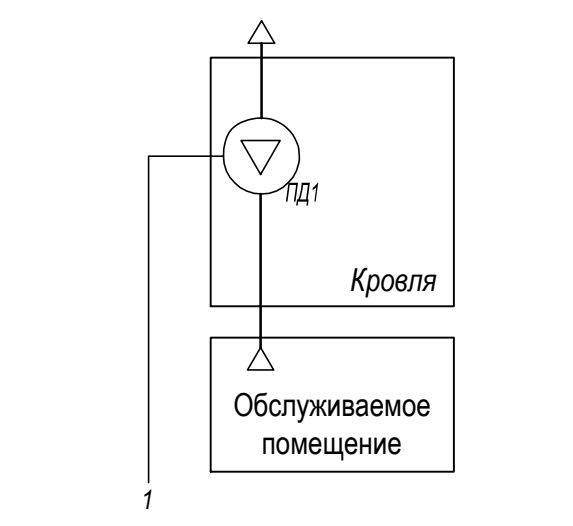 ПД1
Кровля
Обслуживаемое
помещение
1